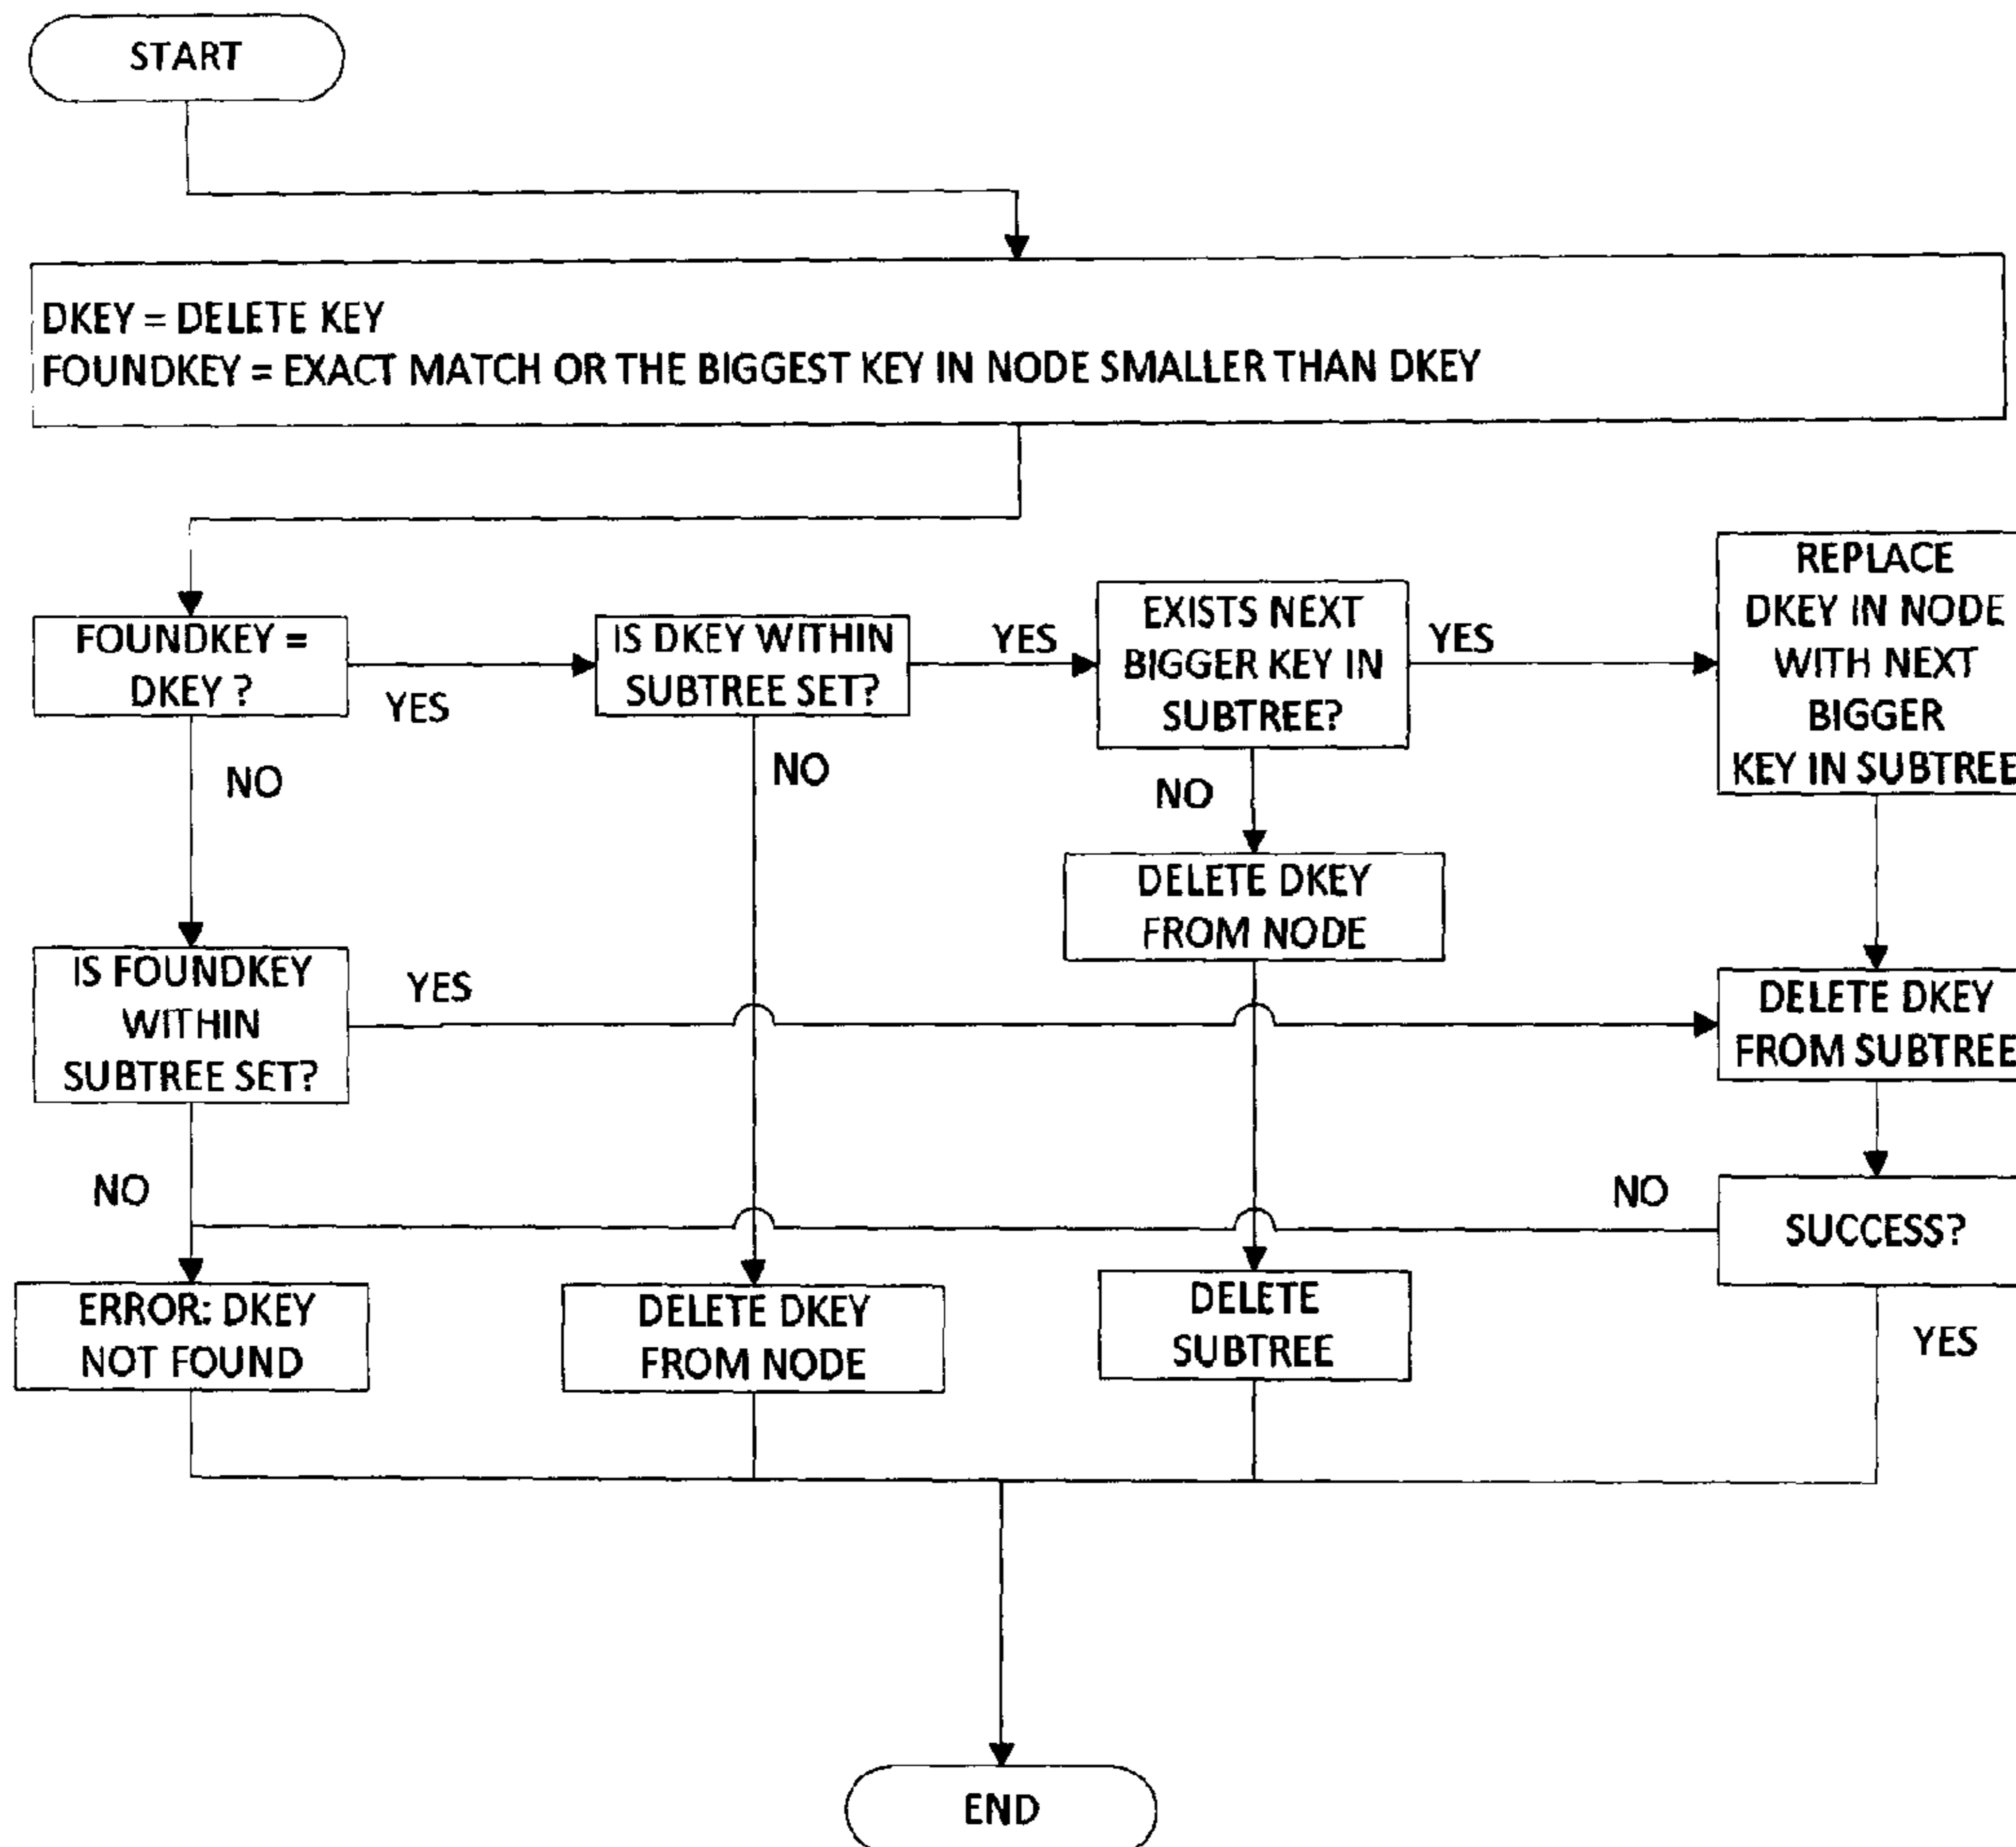 START
DKEY = DELETE KEY
FOUNDKEY = EXACT MATCH OR THE BIGGEST KEY IN NODE SMALLER THAN DKEY
FOUNDKEY =
DKEY ?
YES
NO
IS DKEY WITHIN
SUBTREE SET?
YES
NO
EXISTS NEXT
BIGGER KEY IN
SUBTREE?
YES
NO
REPLACE
DKEY IN NODE
WITH NEXT
BIGGER
KEY IN SUBTREE
DELETE DKEY
FROM NODE
IS FOUNDKEY
WITHIN
SUBTREE SET?
YES
NO
DELETE DKEY
FROM SUBTREE
NO
SUCCESS?
YES
ERROR: DKEY
NOT FOUND
DELETE DKEY
FROM NODE
DELETE
SUBTREE
END